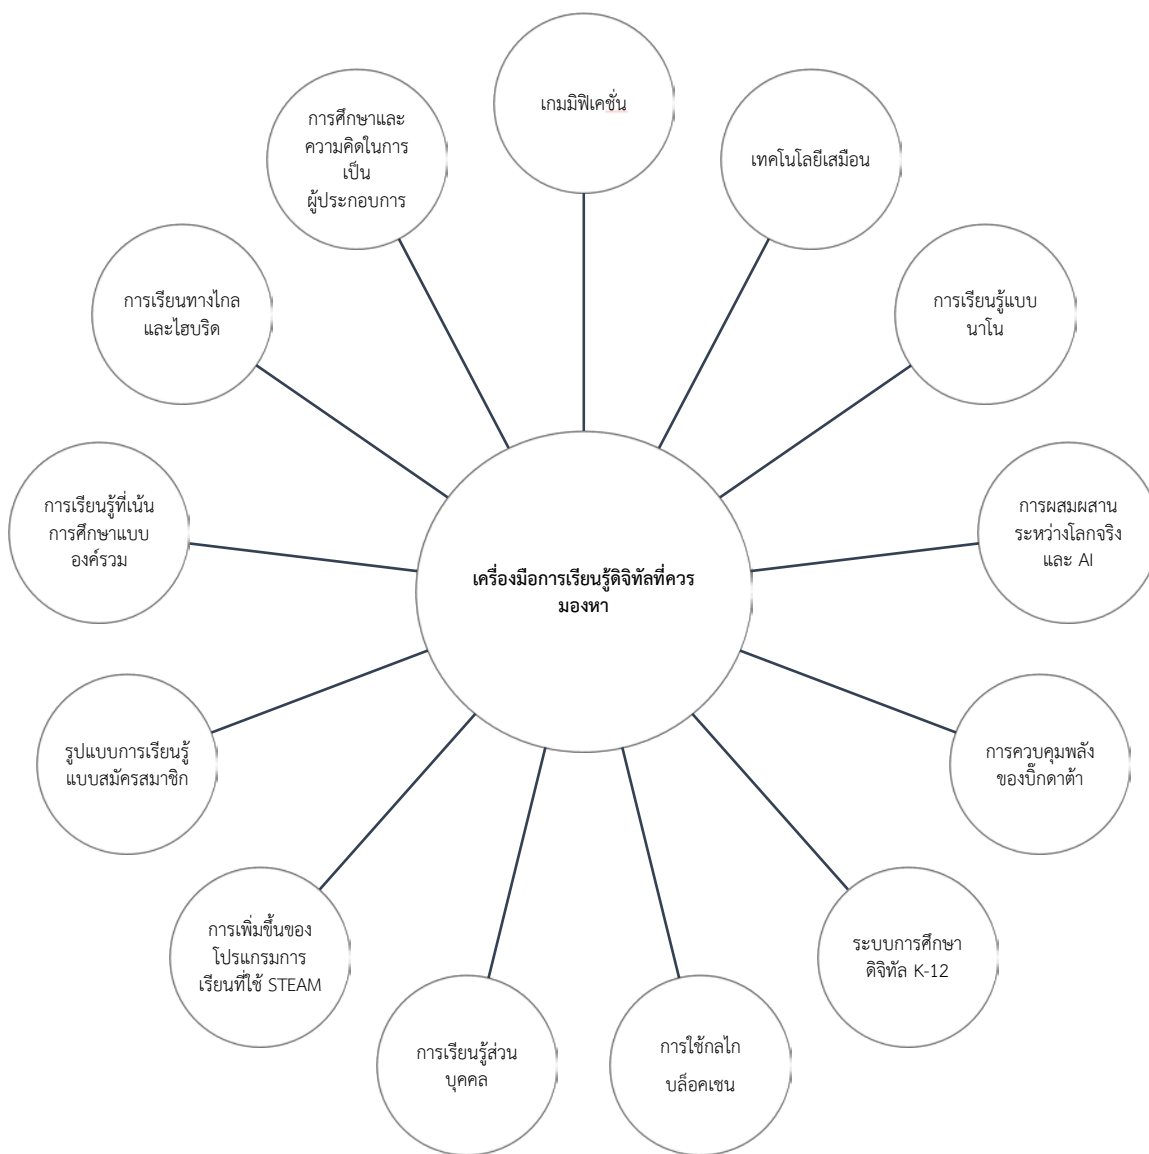 เกมมิฟิเคชั่น
เทคโนโลยีเสมือน
การเรียนรู้แบบ
นาโน
การผสมผสาน
ระหว่างโลกจริง
และ AI
การควบคุมพลัง
ของบิ๊กดาต้า
ระบบการศึกษา
ดิจิทัล K-12
การใช้กลไก
บล็อคเชน
การเรียนรู้ส่วน
บุคคล
การเพิ่มขึ้นของ
โปรแกรมการ
เรียนที่ใช้ STEAM
รูปแบบการเรียนรู้
แบบสมัครสมาชิก
การเรียนรู้ที่เน้น
การศึกษาแบบ
องค์รวม
การเรียนทางไกล
และไฮบริด
การศึกษาและ
ความคิดในการ
เป็น
ผู้ประกอบการ
เครื่องมือการเรียนรู้ดิจิทัลที่ควร
มองหา